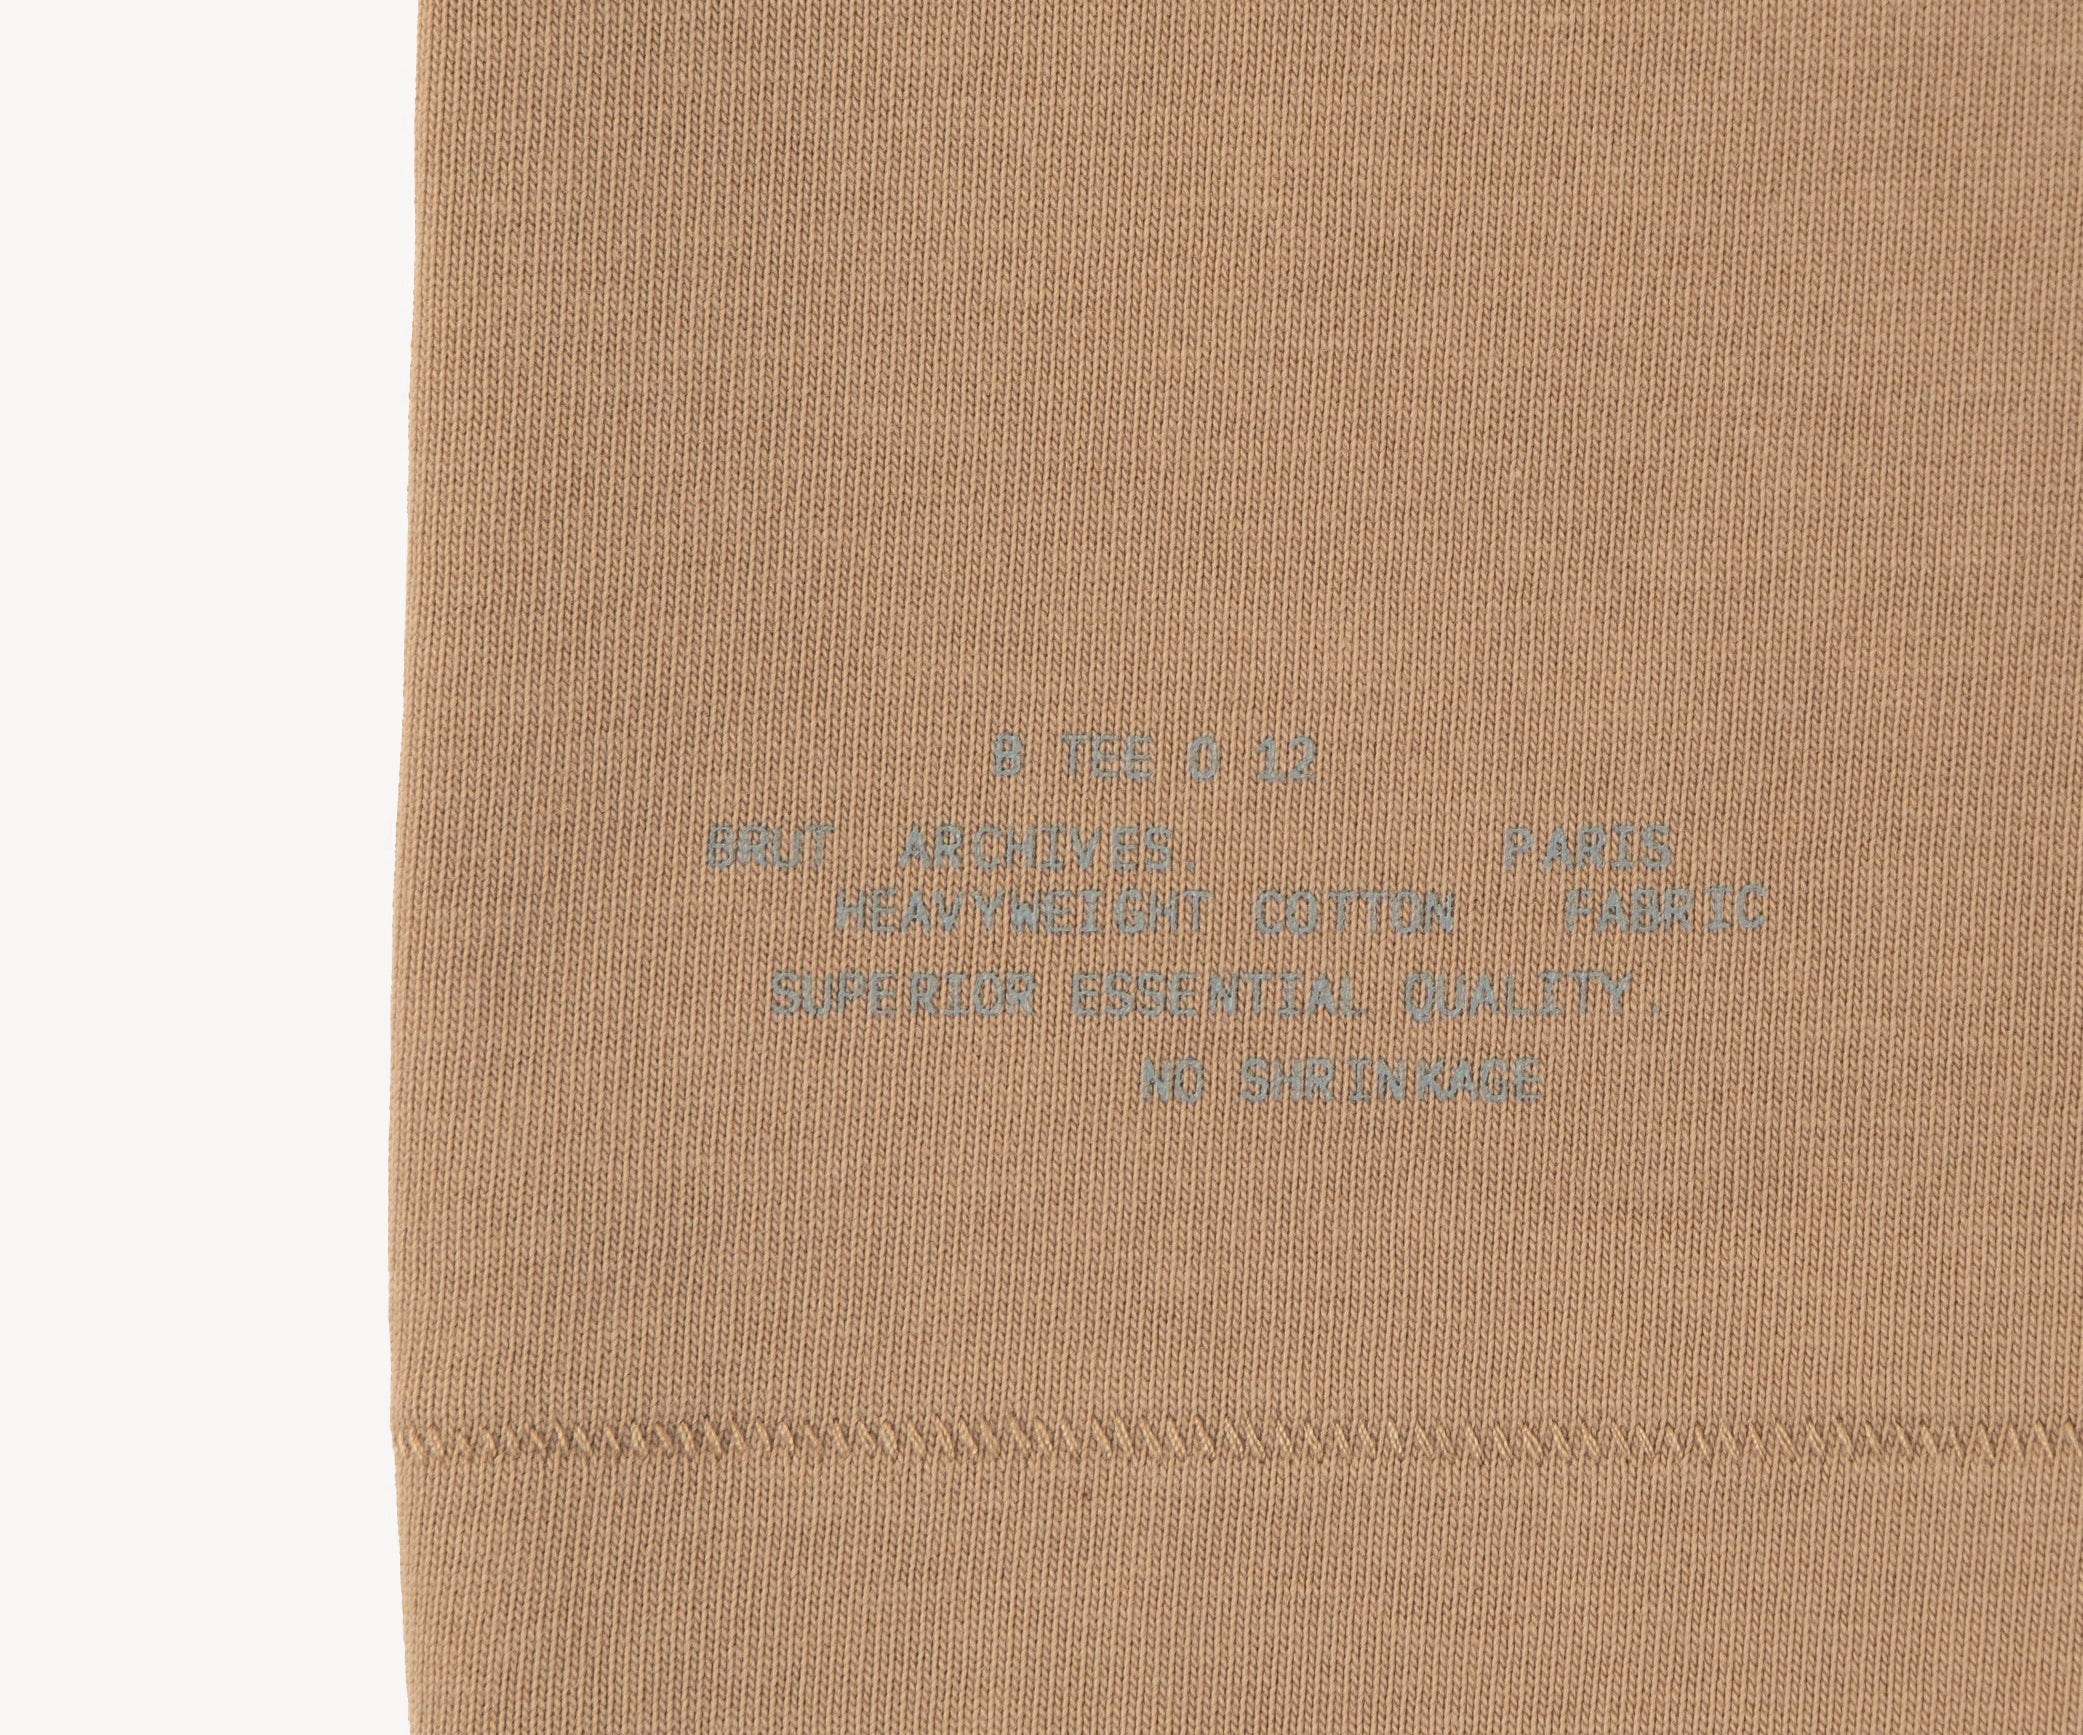 B TEE 0 12
BRUT ARCHIVES. PARIS
HEAVYWEIGHT COTTON FABRIC
SUPERIOR ESSENTIAL QUALITY.
NO SHRINKAGE